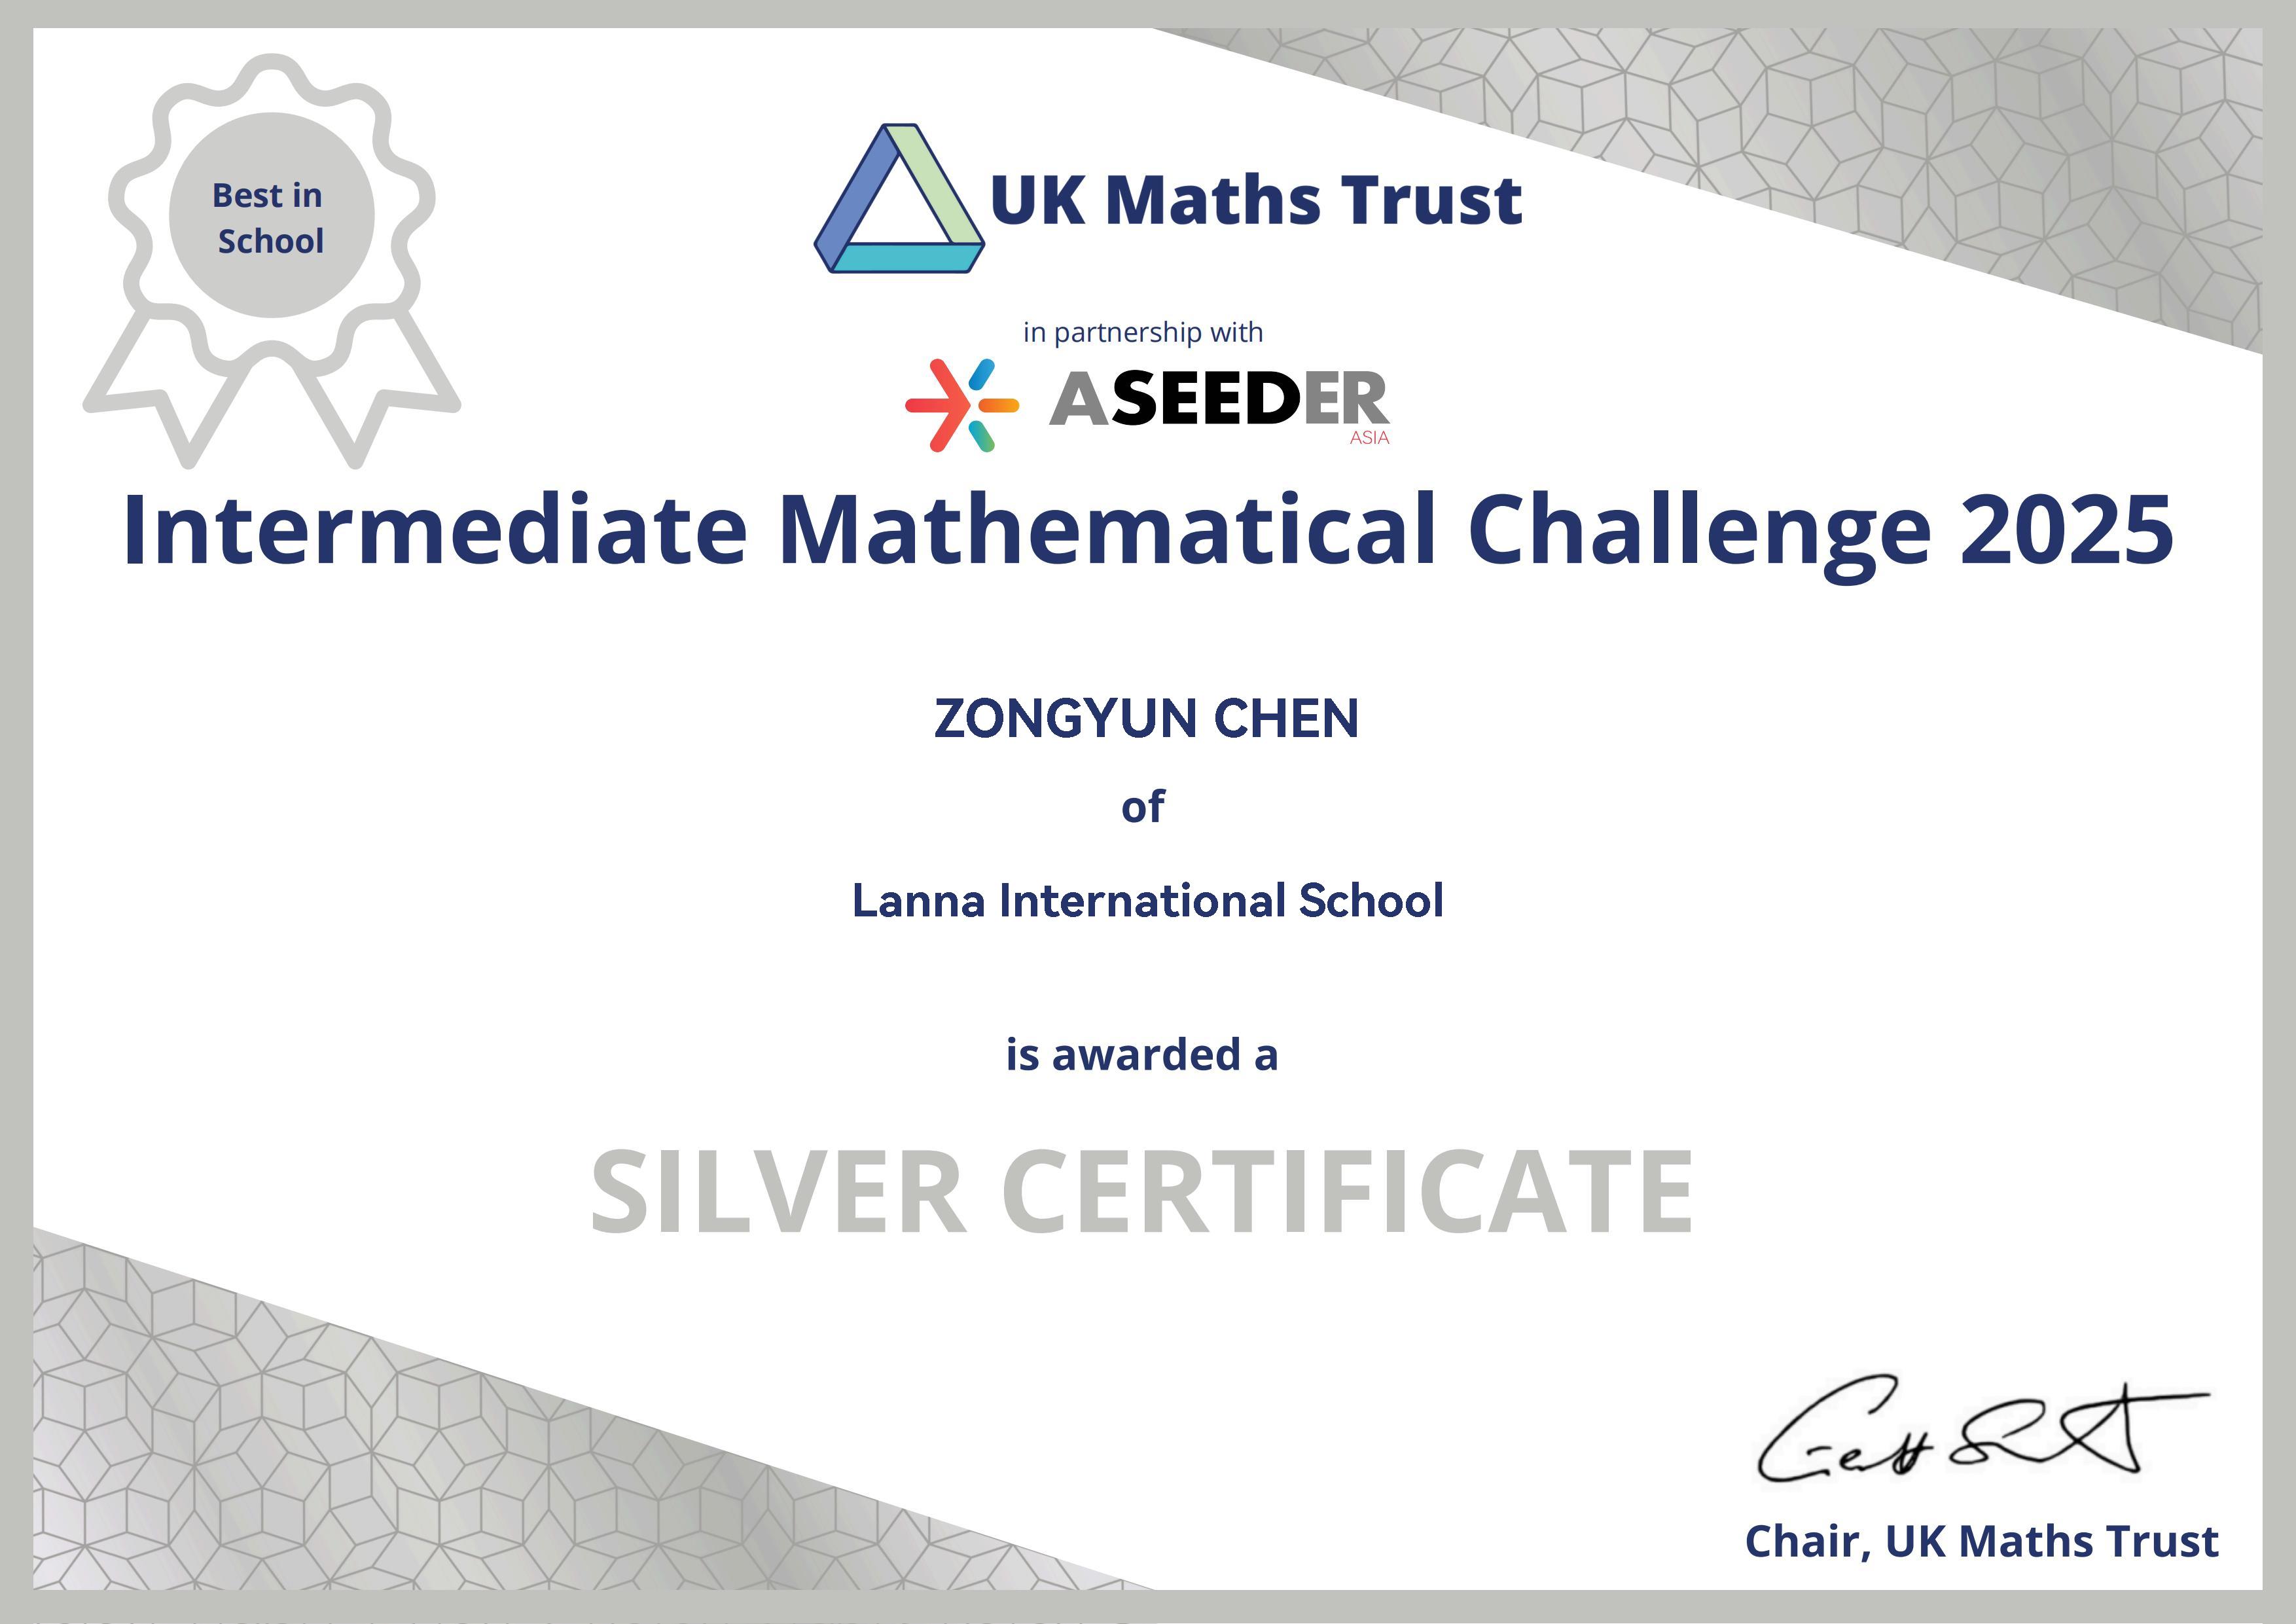 Best in
School
UK Maths Trust
in partnership with
ASEEDER
ASIA
Intermediate Mathematical Challenge 2025
ZONGYUN CHEN
of
Lanna International School
is awarded a
SILVER CERTIFICATE
Chair, UK Maths Trust